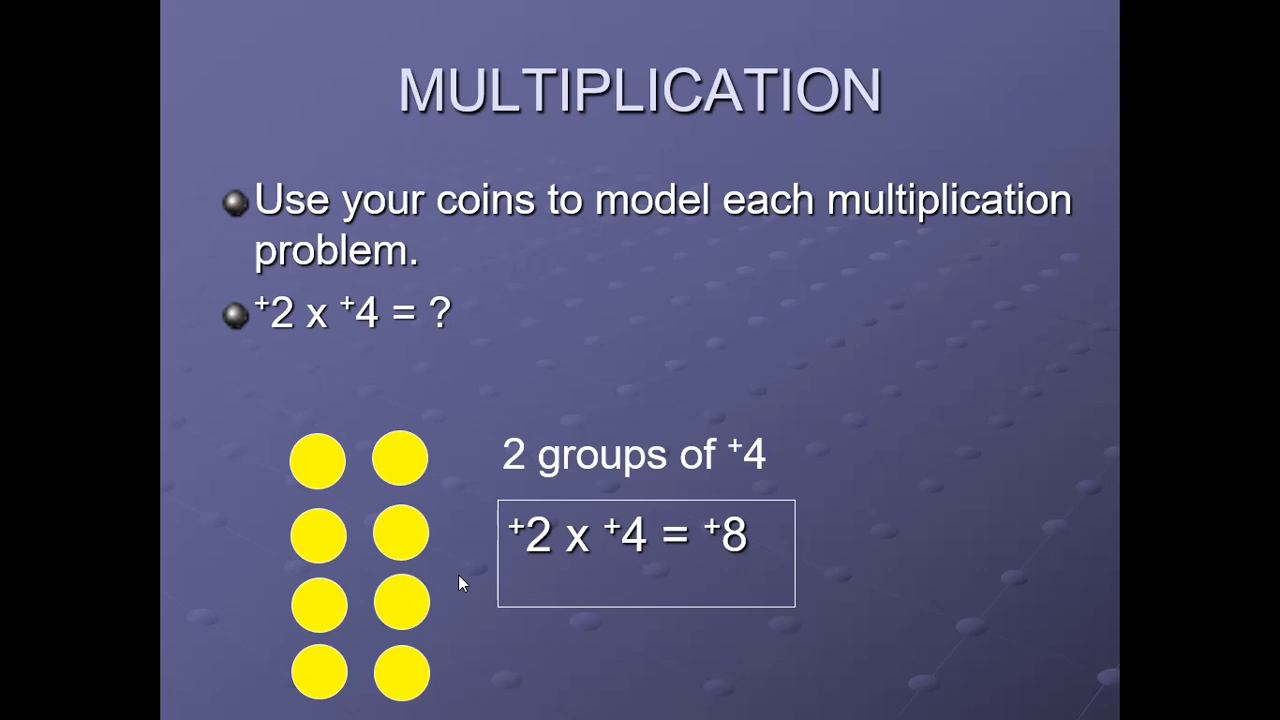 MULTIPLICATION
Use your coins to model each multiplication
problem.
⁺2 x ⁺4 = ?
2 groups of ⁺4
⁺2 x ⁺4 = ⁺8